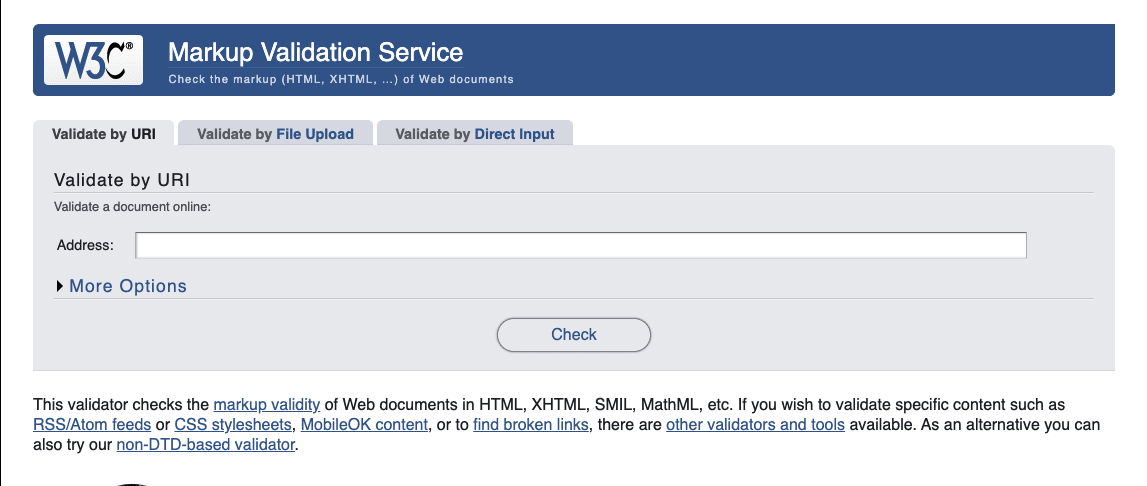 W3C®
Markup Validation Service
Check the markup (HTML, XHTML, …) of Web documents
Validate by URI
Validate by File Upload
Validate by Direct Input
Validate by URI
Validate a document online:
Address:
More Options
Check
This validator checks the markup validity of Web documents in HTML, XHTML, SMIL, MathML, etc. If you wish to validate specific content such as
RSS/Atom feeds or CSS stylesheets, MobileOK content, or to find broken links, there are other validators and tools available. As an alternative you can
also try our non-DTD-based validator.